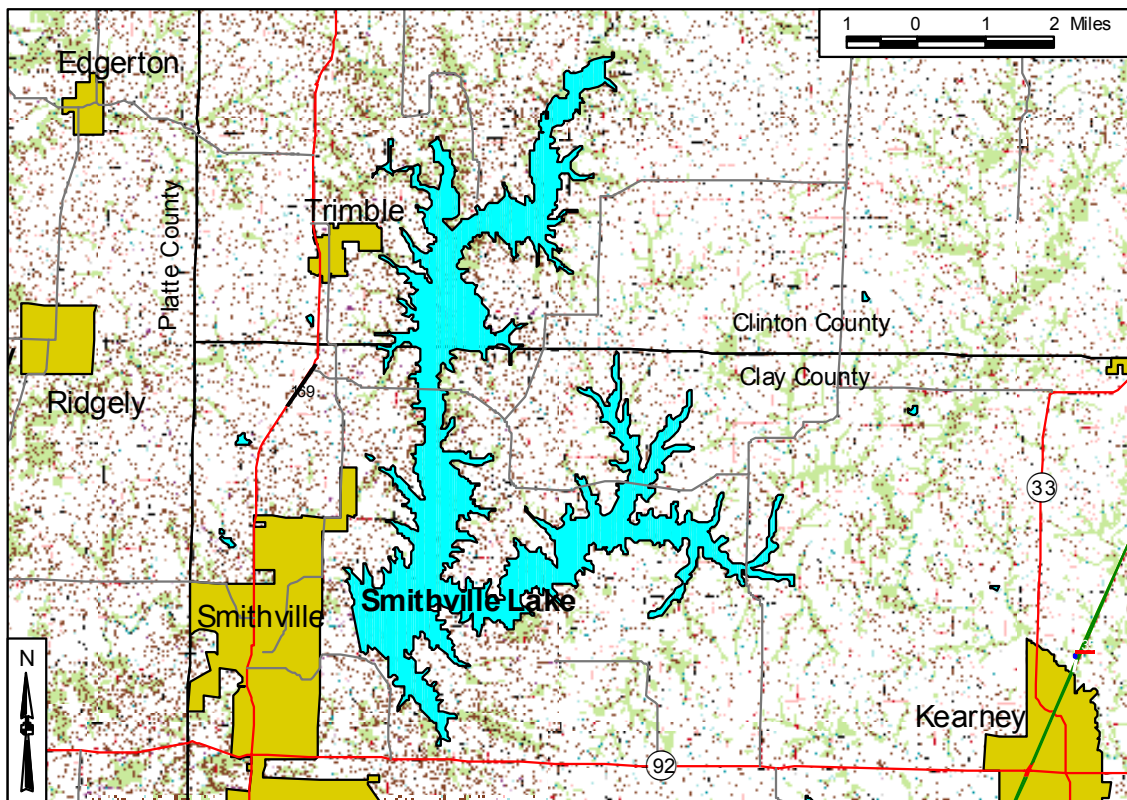 1 0 1 2 Miles
Edgerton
Trimble
Platte County
Clinton County
Clay County
169
Ridgely
33
Smithville Lake
Smithville
N
Kearney
92